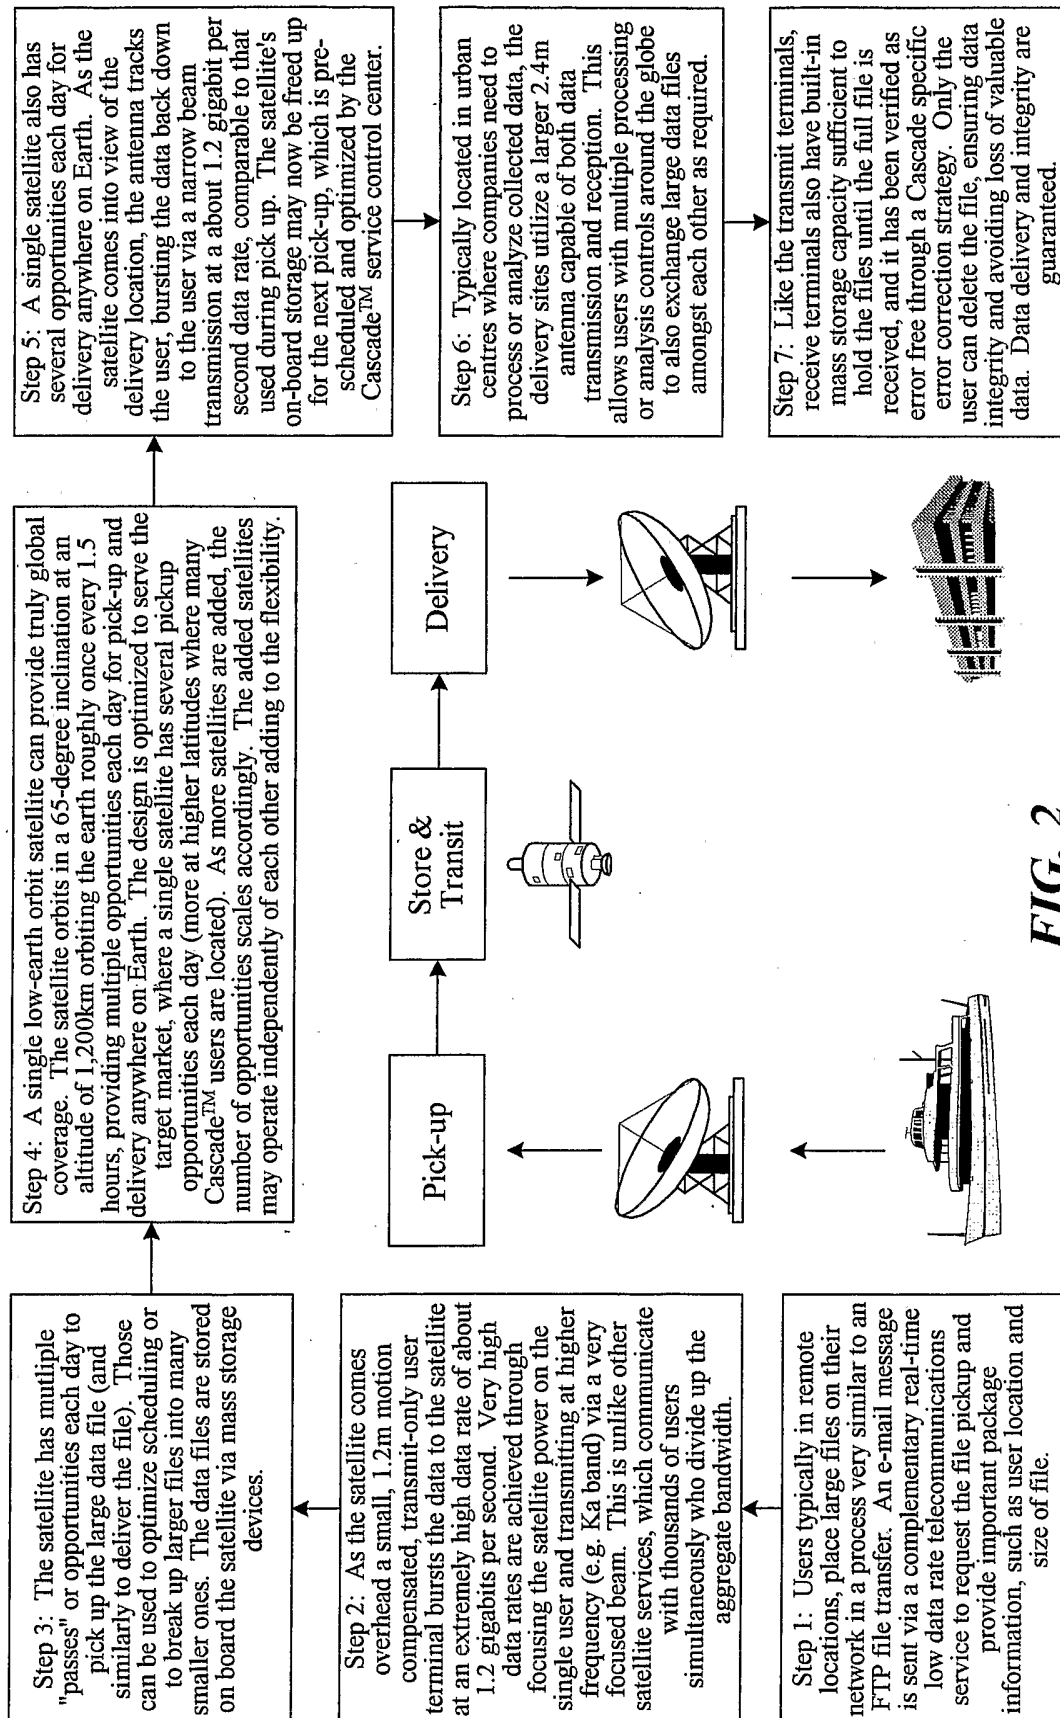 Step 1: Users typically in remote
locations, place large files on their
network in a process very similar to an
FTP file transfer. An e-mail message
is sent via a complementary real-time
low data rate telecommunications
service to request the file pickup and
provide important package
information, such as user location and
size of file.
Step 2: As the satellite comes
overhead a small, 1.2m motion
compensated, transmit-only user
terminal bursts the data to the satellite
at an extremely high data rate of about
1.2 gigabits per second. Very high
data rates are achieved through
focusing the satellite power on the
single user and transmitting at higher
frequency (e.g. Ka band) via a very
focused beam. This is unlike other
satellite services, which communicate
with thousands of users
simultaneously who divide up the
aggregate bandwidth.
Step 3: The satellite has mutliple
"passes" or opportunities each day to
pick up the large data file (and
similarly to deliver the file). Those
can be used to optimize scheduling or
to break up larger files into many
smaller ones. The data files are stored
on board the satellite via mass storage
devices.
Step 4: A single low-earth orbit satellite can provide truly global
coverage. The satellite orbits in a 65-degree inclination at an
altitude of 1,200km orbiting the earth roughly once every 1.5
hours, providing multiple opportunities each day for pick-up and
delivery anywhere on Earth. The design is optimized to serve the
target market, where a single satellite has several pickup
opportunities each day (more at higher latitudes where many
Cascade™ users are located). As more satellites are added, the
number of opportunities scales accordingly. The added satellites
may operate independently of each other adding to the flexibility.
Pick-up
Store &
Transit
Delivery
Step 5: A single satellite also has
several opportunities each day for
delivery anywhere on Earth. As the
satellite comes into view of the
delivery location, the antenna tracks
the user, bursting the data back down
to the user via a narrow beam
transmission at a about 1.2 gigabit per
second data rate, comparable to that
used during pick up. The satellite's
on-board storage may now be freed up
for the next pick-up, which is pre-
scheduled and optimized by the
Cascade™ service control center.
Step 6: Typically located in urban
centres where companies need to
process or analyze collected data, the
delivery sites utilize a larger 2.4m
antenna capable of both data
transmission and reception. This
allows users with multiple processing
or analysis controls around the globe
to also exchange large data files
amongst each other as required.
Step 7: Like the transmit terminals,
receive terminals also have built-in
mass storage capacity sufficient to
hold the files until the full file is
received, and it has been verified as
error free through a Cascade specific
error correction strategy. Only the
user can delete the file, ensuring data
integrity and avoiding loss of valuable
data. Data delivery and integrity are
guaranteed.
FIG. 2